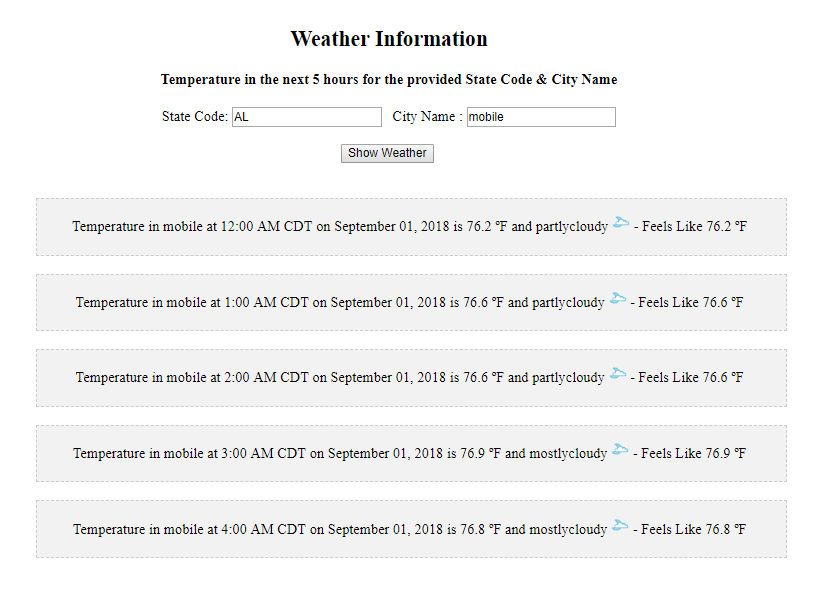 Weather Information
Temperature in the next 5 hours for the provided State Code & City Name
State Code: AL City Name : mobile
Show Weather
Temperature in mobile at 12:00 AM CDT on September 01, 2018 is 76.2 °F and partlycloudy - Feels Like 76.2 °F
Temperature in mobile at 1:00 AM CDT on September 01, 2018 is 76.6 °F and partlycloudy - Feels Like 76.6 °F
Temperature in mobile at 2:00 AM CDT on September 01, 2018 is 76.6 °F and partlycloudy - Feels Like 76.6 °F
Temperature in mobile at 3:00 AM CDT on September 01, 2018 is 76.9 °F and mostlycloudy - Feels Like 76.9 °F
Temperature in mobile at 4:00 AM CDT on September 01, 2018 is 76.8 °F and mostlycloudy - Feels Like 76.8 °F